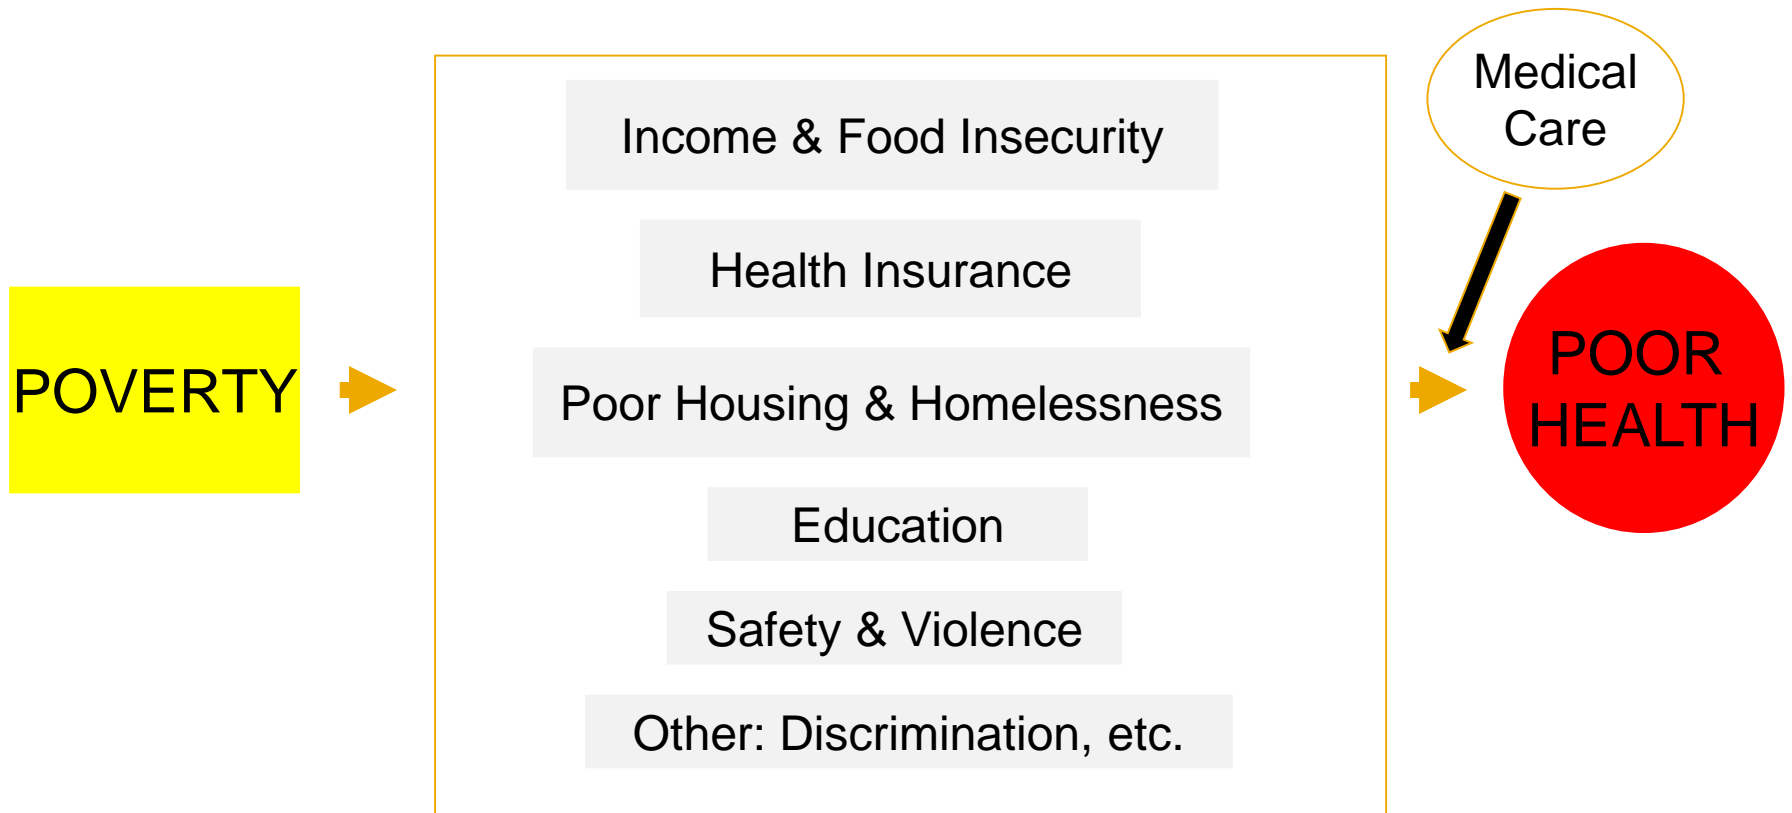 POVERTY
Income & Food Insecurity
Health Insurance
Poor Housing & Homelessness
Education
Safety & Violence
Other: Discrimination, etc.
Medical
Care
POOR
HEALTH